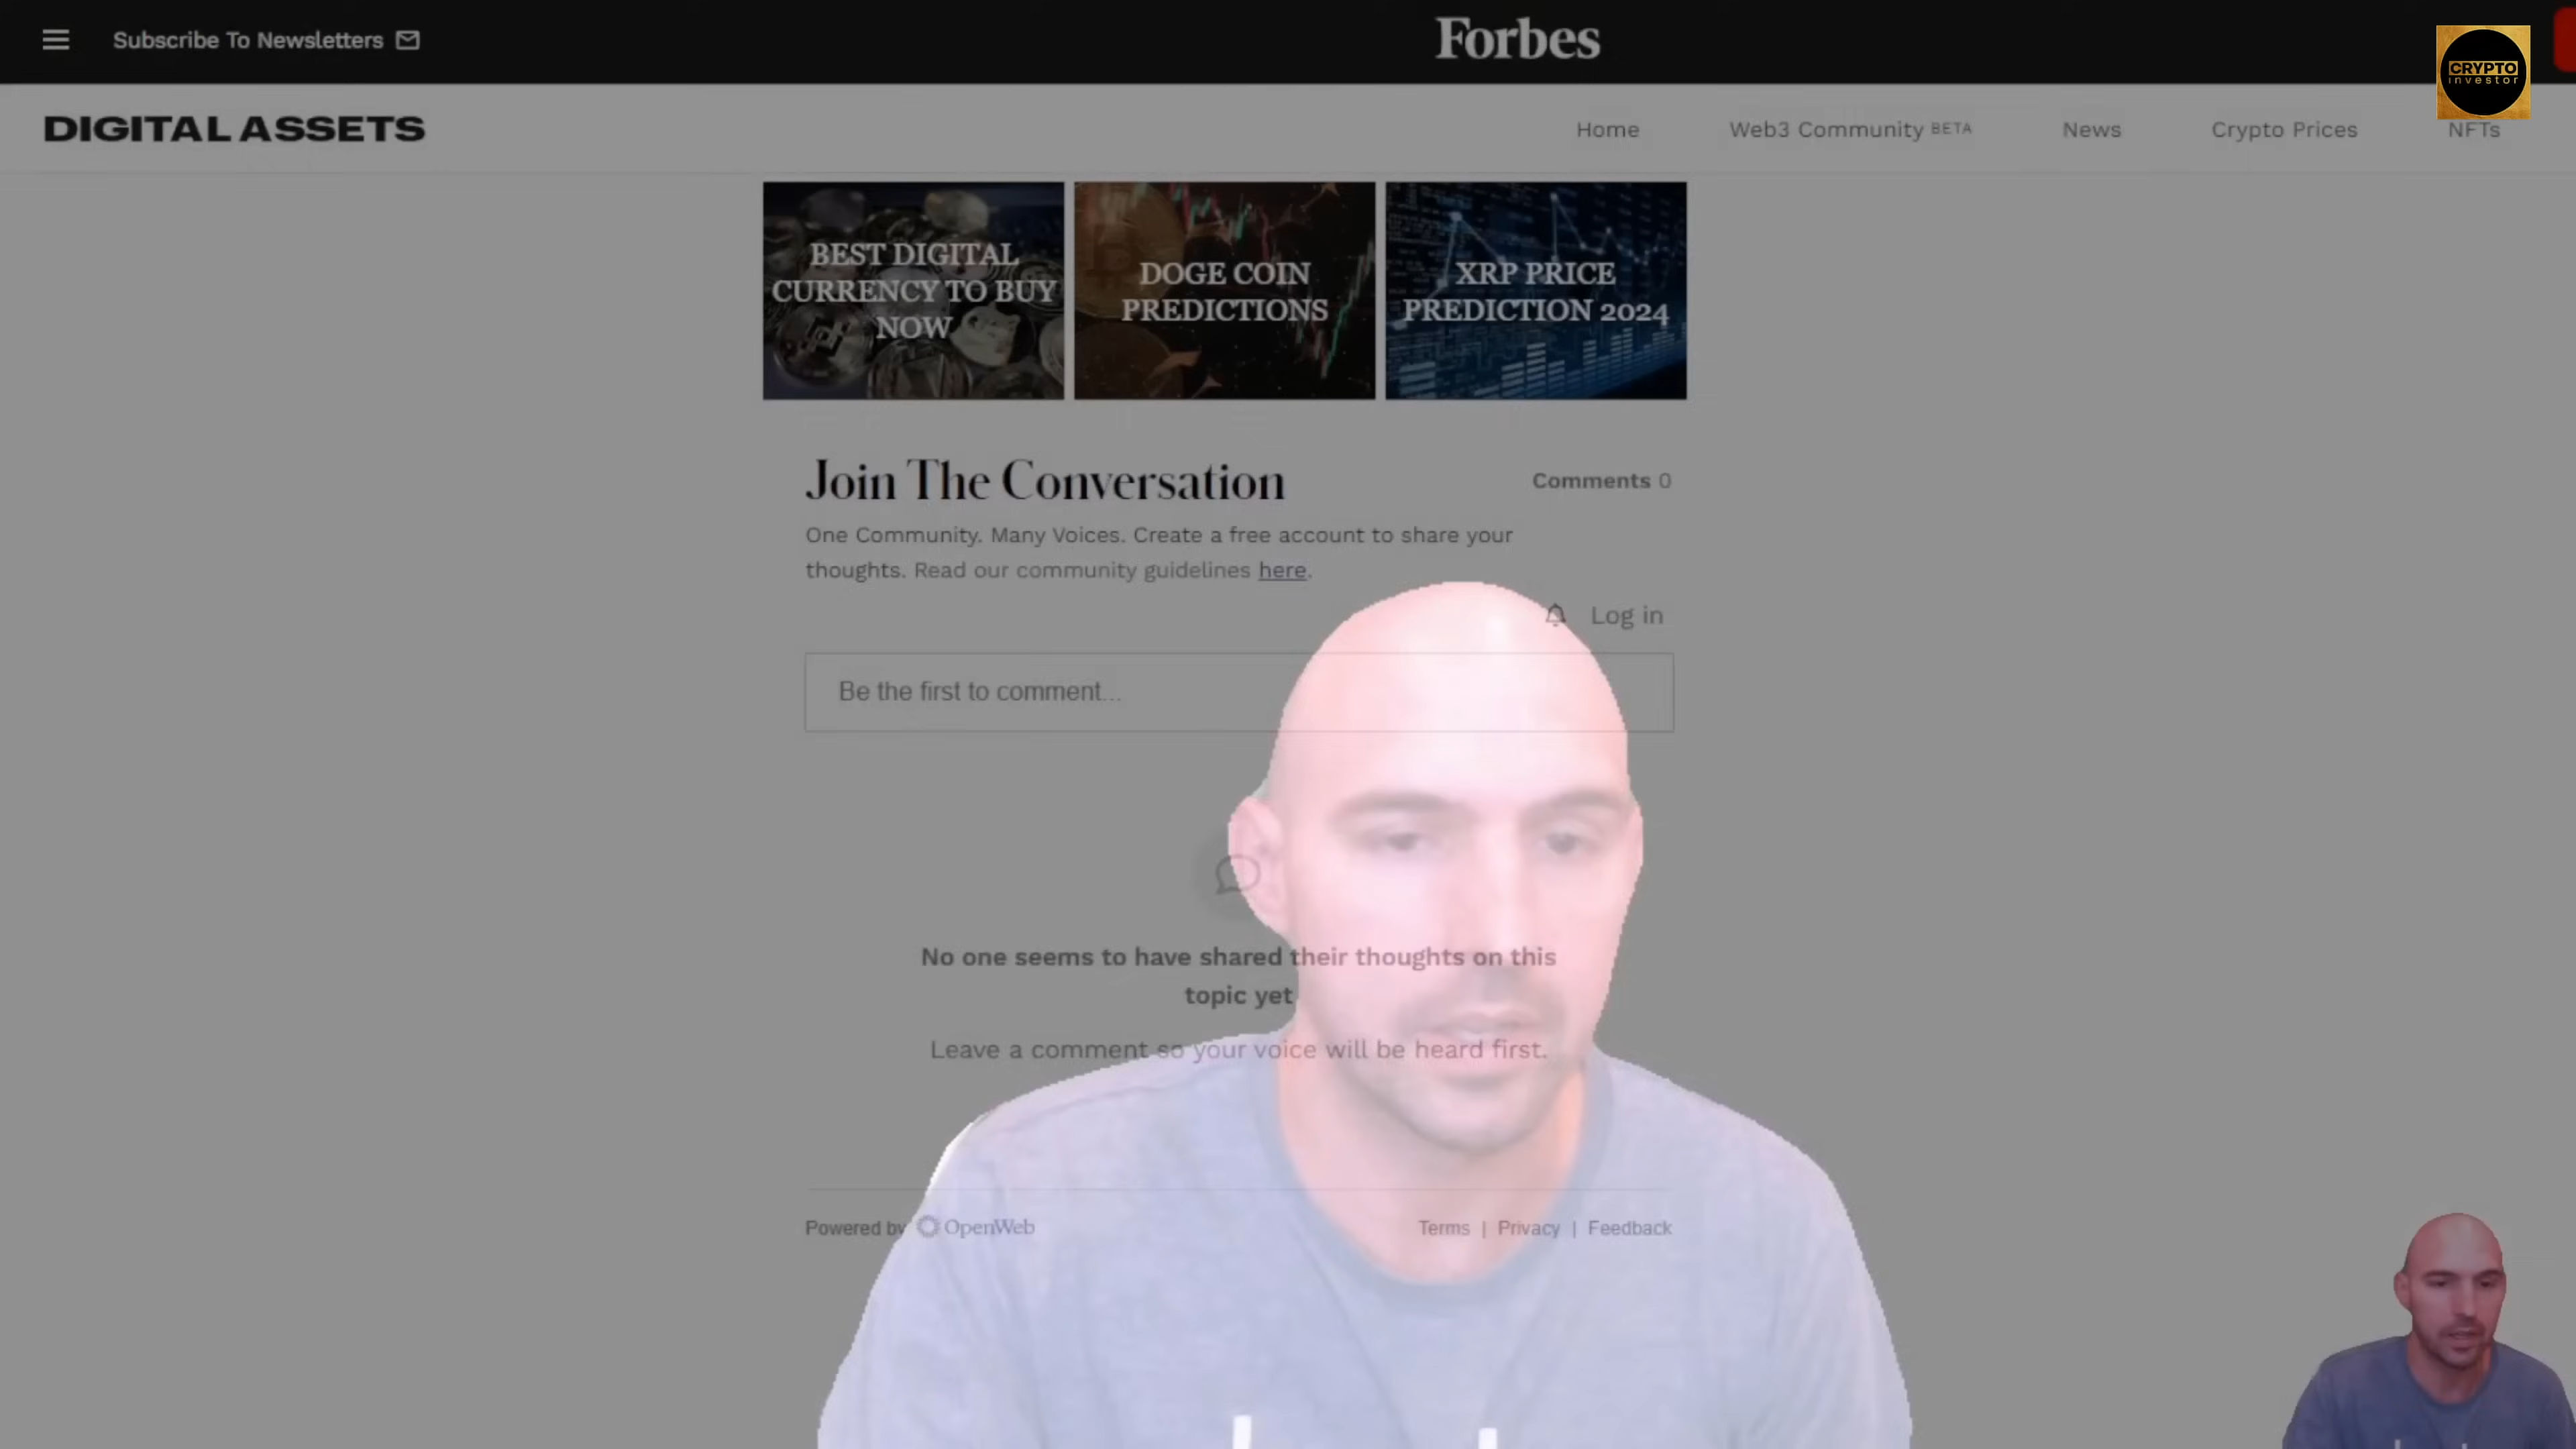 Subscribe To Newsletters
Forbes
CRYPTO
investor
DIGITAL ASSETS
Home
Web3 Community BETA
News
Crypto Prices
NFTs
BEST DIGITAL
CURRENCY TO BUY
NOW
DOGE COIN
PREDICTIONS
XRP PRICE
PREDICTION 2024
Join The Conversation
Comments 0
One Community. Many Voices. Create a free account to share your
thoughts. Read our community guidelines here.
Log in
Be the first to comment...
No one seems to have shared their thoughts on this
topic yet
Leave a comment so your voice will be heard first.
Powered by OpenWeb
Terms | Privacy | Feedback